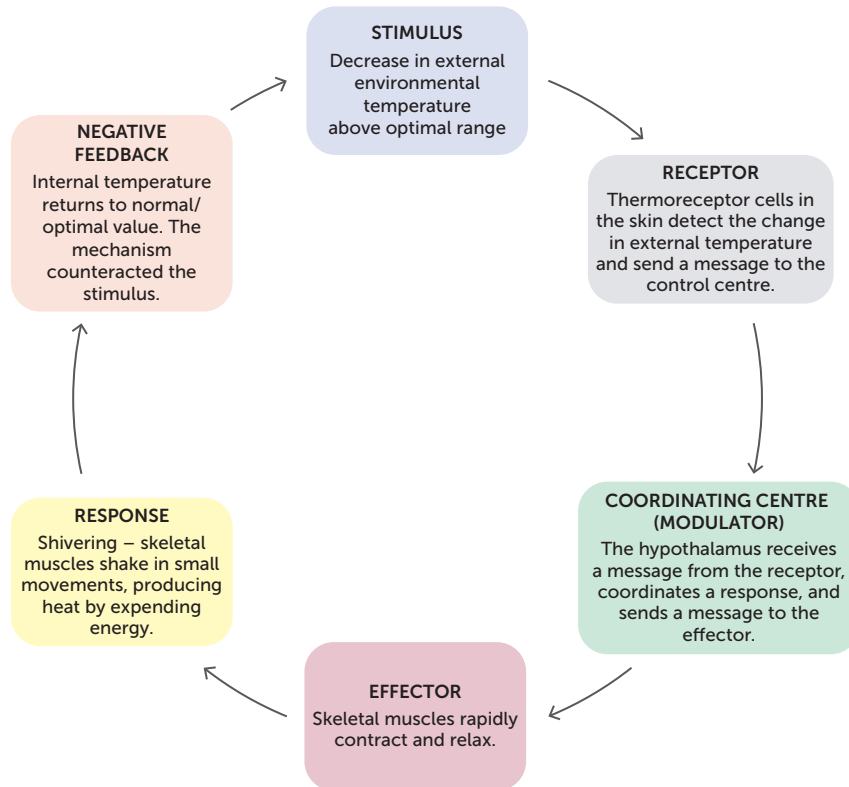 STIMULUS
Decrease in external
environmental
temperature
above optimal range
RECEPTOR
Thermoreceptor cells in
the skin detect the change
in external temperature
and send a message to the
control centre.
COORDINATING CENTRE
(MODULATOR)
The hypothalamus receives
a message from the receptor,
coordinates a response, and
sends a message to the
effector.
EFFECTOR
Skeletal muscles rapidly
contract and relax.
RESPONSE
Shivering – skeletal
muscles shake in small
movements, producing
heat by expending
energy.
NEGATIVE
FEEDBACK
Internal temperature
returns to normal/
optimal value. The
mechanism
counteracted the
stimulus.